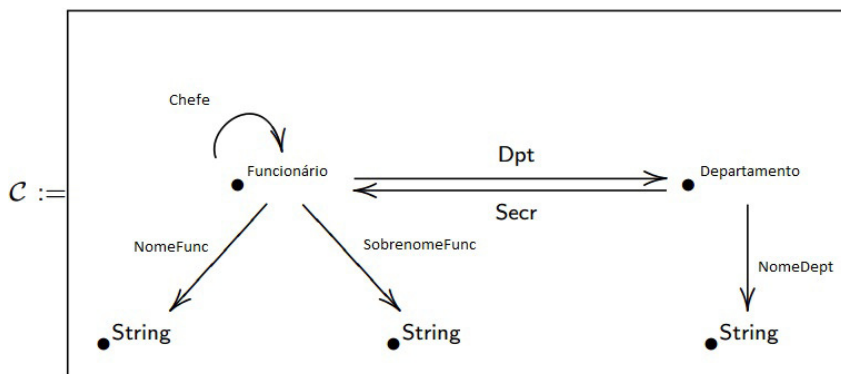 Chefe
Dpt
Funcionário
Departamento
C :=
Secr
NomeFunc
SobrenomeFunc
NomeDept
String
String
String